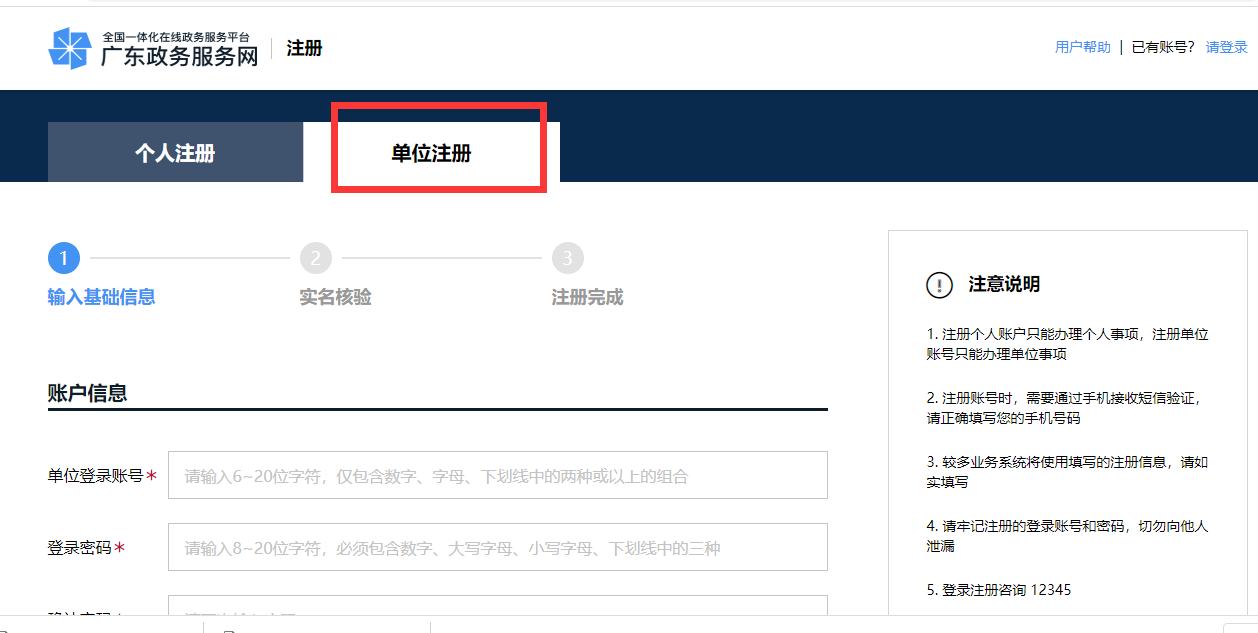 全国一体化在线政务服务平台
广东政务服务网
注册
用户帮助 | 已有账号? 请登录
个人注册
单位注册
1
2
3
输入基础信息
实名核验
注册完成
账户信息
单位登录账号*
请输入6~20位字符，仅包含数字、字母、下划线中的两种或以上的组合
登录密码*
请输入8~20位字符，必须包含数字、大写字母、小写字母、下划线中的三种
注意说明
1. 注册个人账户只能办理个人事项，注册单位
账号只能办理单位事项
2. 注册账号时，需要通过手机接收短信验证，
请正确填写您的手机号码
3. 较多业务系统将使用填写的注册信息，请如
实填写
4. 请牢记注册的登录账号和密码，切勿向他人
泄漏
5. 登录注册咨询 12345